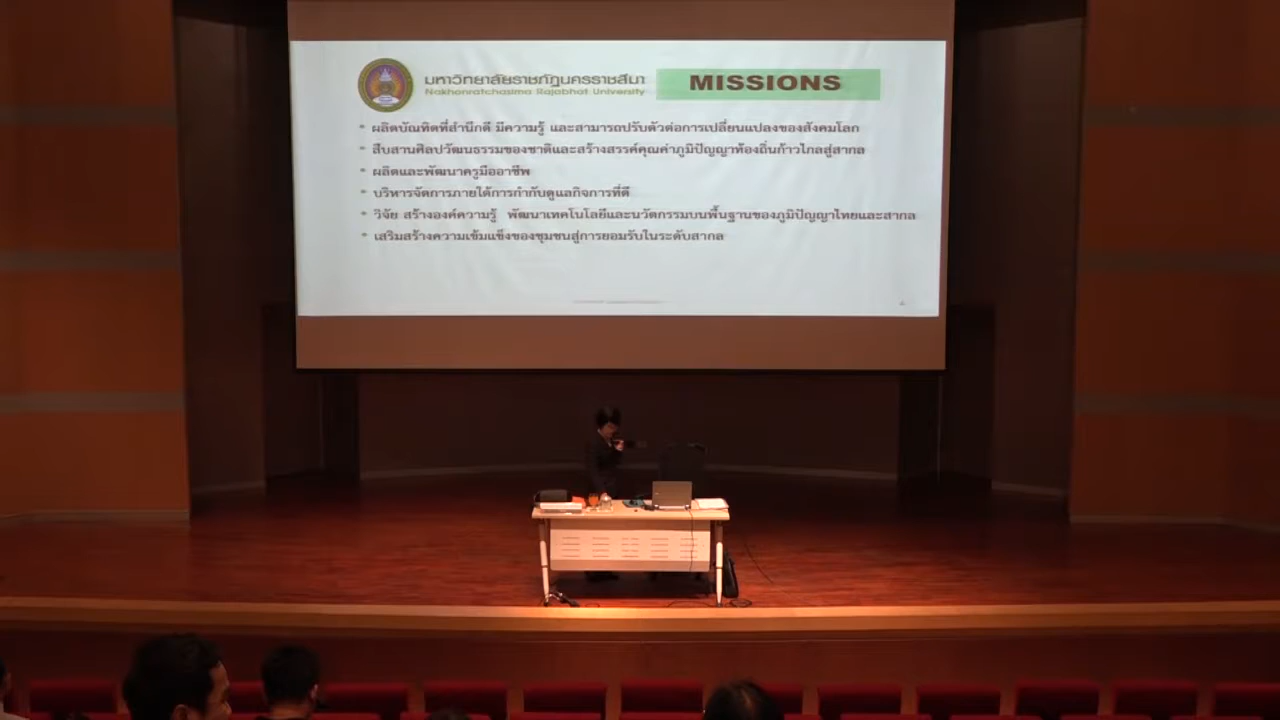 มหาวิทยาลัยราชภัฏนครราชสีมา
Nakhonratchasima Rajabhat University
MISSIONS
* ผลิตบัณฑิตที่สำนึกดี มีความรู้ และสามารถปรับตัวต่อการเปลี่ยนแปลงของสังคมโลก
* สืบสานศิลปวัฒนธรรมของชาติและสร้างสรรค์คุณค่าภูมิปัญญาท้องถิ่นก้าวไกลสู่สากล
* ผลิตและพัฒนาครูมืออาชีพ
* บริหารจัดการภายใต้การกำกับดูแลกิจการที่ดี
* วิจัย สร้างองค์ความรู้ พัฒนาเทคโนโลยีและนวัตกรรมบนพื้นฐานของภูมิปัญญาไทยและสากล
* เสริมสร้างความเข้มแข็งของชุมชนสู่การยอมรับในระดับสากล